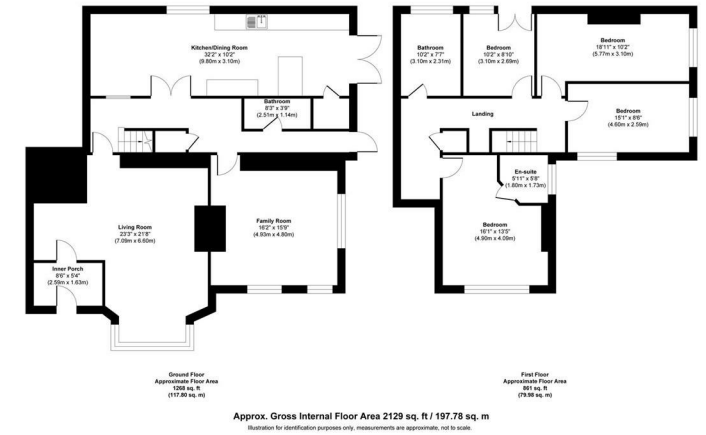 Kitchen/Dining Room
32'2" x 10'2"
(9.80m x 3.10m)
Bathroom
8'3" x 3'9"
(2.51m x 1.14m)
Living Room
23'3" x 21'8"
(7.09m x 6.60m)
Family Room
16'2" x 15'9"
(4.93m x 4.80m)
Inner Porch
8'6" x 5'4"
(2.59m x 1.63m)
Ground Floor
Approximate Floor Area
1268 sq. ft
(117.80 sq. m)
Bathroom
10'2" x 7'7"
(3.10m x 2.31m)
Bedroom
10'2" x 8'10"
(3.10m x 2.69m)
Bedroom
18'11" x 10'2"
(5.77m x 3.10m)
Bedroom
15'1" x 8'6"
(4.60m x 2.59m)
Landing
En-suite
5'11" x 5'8"
(1.80m x 1.73m)
Bedroom
16'1" x 13'5"
(4.90m x 4.09m)
First Floor
Approximate Floor Area
861 sq. ft
(79.98 sq. m)
Approx. Gross Internal Floor Area 2129 sq. ft / 197.78 sq. m
Illustration for identification purposes only, measurements are approximate, not to scale.